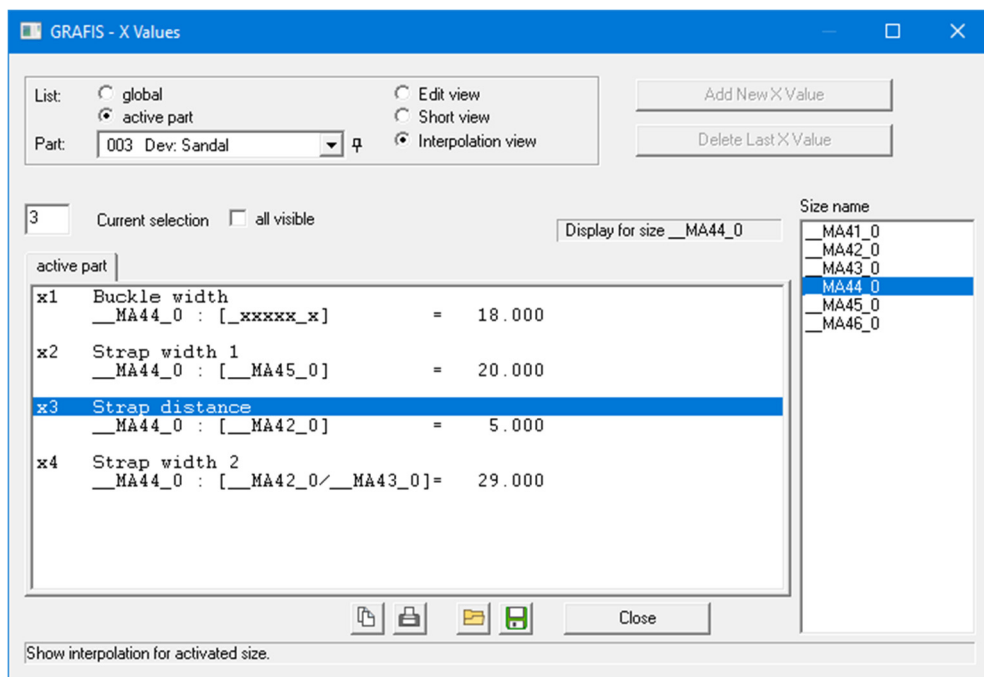 GRAFIS - X Values
List: global Edit view Add New X Value
active part Short view
Part: 003 Dev: Sandal Interpolation view Delete Last X Value
3 Current selection all visible Display for size __MA44_0
Size name
__MA41_0
__MA42_0
__MA43_0
__MA44_0
__MA45_0
__MA46_0
active part
x1 Buckle width
__MA44_0 : [_xxxxx_x] = 18.000
x2 Strap width 1
__MA44_0 : [__MA45_0] = 20.000
x3 Strap distance
__MA44_0 : [__MA42_0] = 5.000
x4 Strap width 2
__MA44_0 : [__MA42_0/__MA43_0]= 29.000
Close
Show interpolation for activated size.